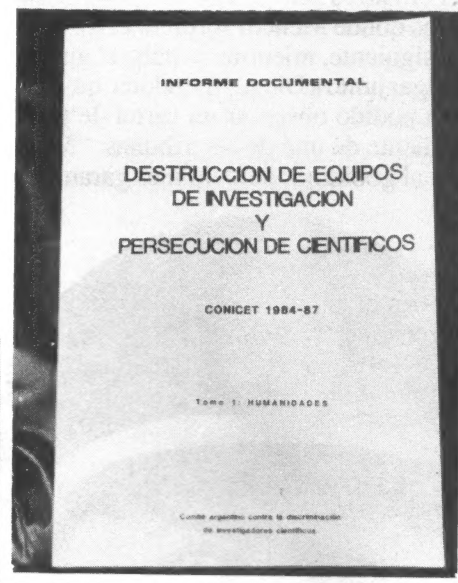 INFORME DOCUMENTAL
DESTRUCCION DE EQUIPOS
DE INVESTIGACION
Y
PERSECUCION DE CIENTIFICOS
CONICET 1984-87
Tomo 1: HUMANIDADES
Comité argentino contra la discriminación
de investigadores científicos